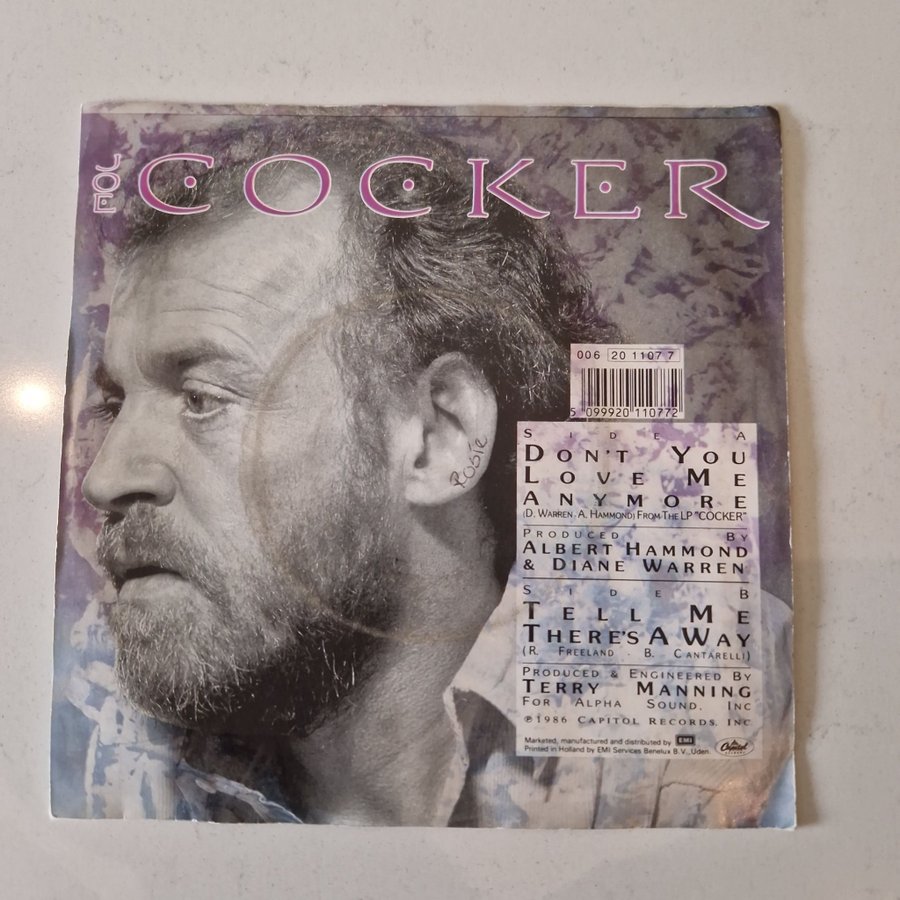 JOE COCKER
006 20 1107 7
5 099920 110772
Rosie
SIDE A
DON'T YOU
LOVE ME
ANYMORE
(D. WARREN · A. HAMMOND) FROM THE LP "COCKER"
PRODUCED BY
ALBERT HAMMOND
& DIANE WARREN
SIDE B
TELL ME
THERE'S A WAY
(R. FREELAND · B. CANTARELLI)
PRODUCED & ENGINEERED BY
TERRY MANNING
FOR ALPHA SOUND, INC
℗1986 CAPITOL RECORDS, INC
Marketed, manufactured and distributed by EMI
Printed in Holland by EMI Services Benelux B.V., Uden.
Capitol